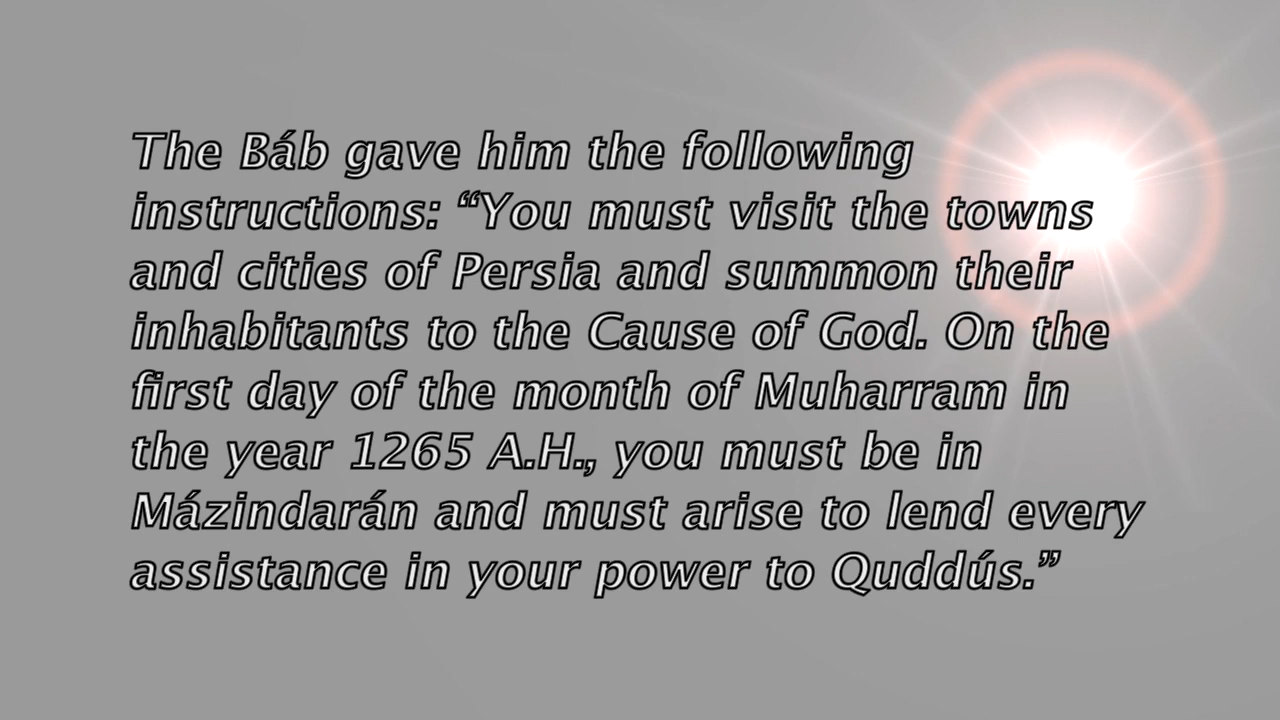 The Báb gave him the following
instructions: “You must visit the towns
and cities of Persia and summon their
inhabitants to the Cause of God. On the
first day of the month of Muharram in
the year 1265 A.H., you must be in
Mázindarán and must arise to lend every
assistance in your power to Quddús.”